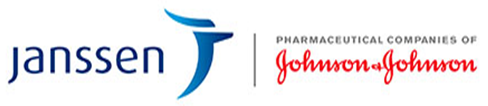 janssen
PHARMACEUTICAL COMPANIES OF
Johnson & Johnson